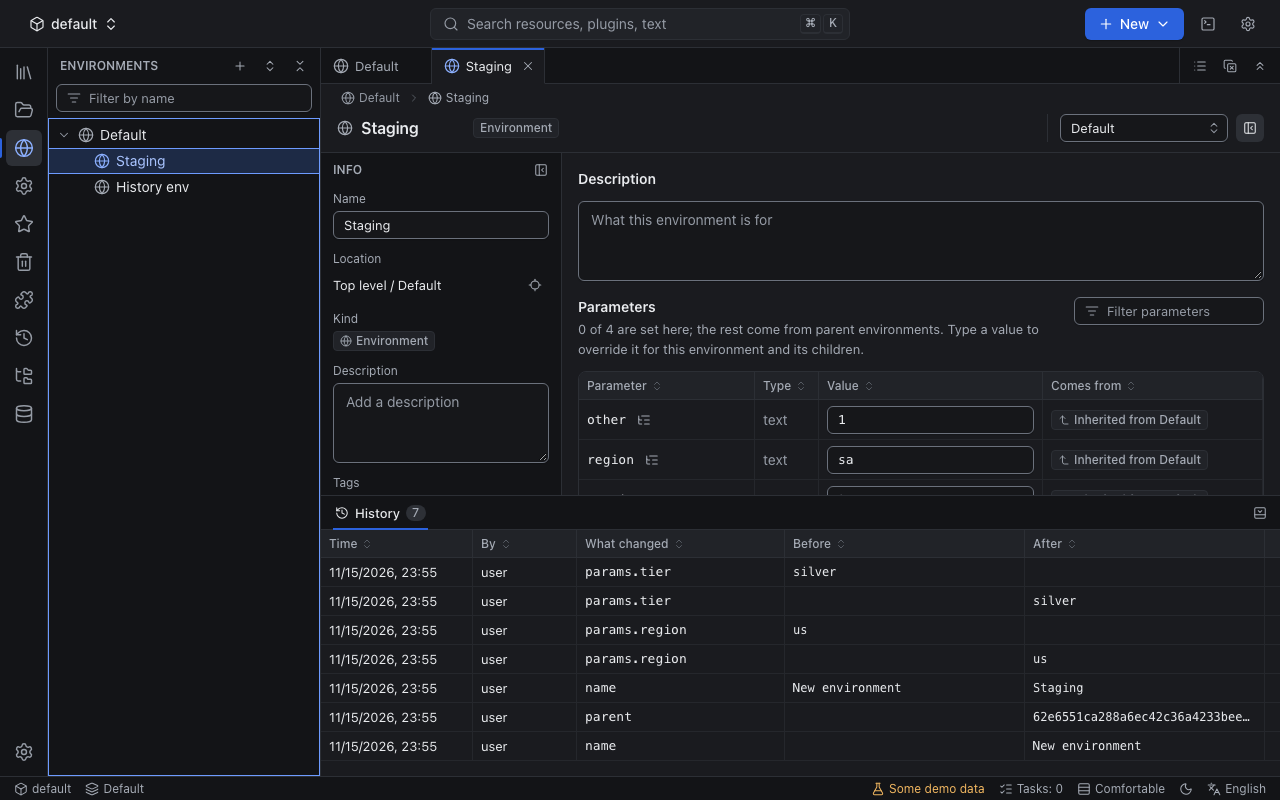 default
Search resources, plugins, text
⌘ K
New
ENVIRONMENTS
Filter by name
Default
Staging
History env
Default
Staging
Default
Staging
Staging
Environment
Default
INFO
Name
Staging
Location
Top level / Default
Kind
Environment
Description
Add a description
Tags
Description
What this environment is for
Parameters
0 of 4 are set here; the rest come from parent environments. Type a value to
override it for this environment and its children.
Filter parameters
Parameter Type Value Comes from
other text 1 Inherited from Default
region text sa Inherited from Default
History 7
Time By What changed Before After
11/15/2026, 23:55 user params.tier silver
11/15/2026, 23:55 user params.tier silver
11/15/2026, 23:55 user params.region us
11/15/2026, 23:55 user params.region us
11/15/2026, 23:55 user name New environment Staging
11/15/2026, 23:55 user parent 62e6551ca288a6ec42c36a4233bee…
11/15/2026, 23:55 user name New environment
default Default Some demo data Tasks: 0 Comfortable English